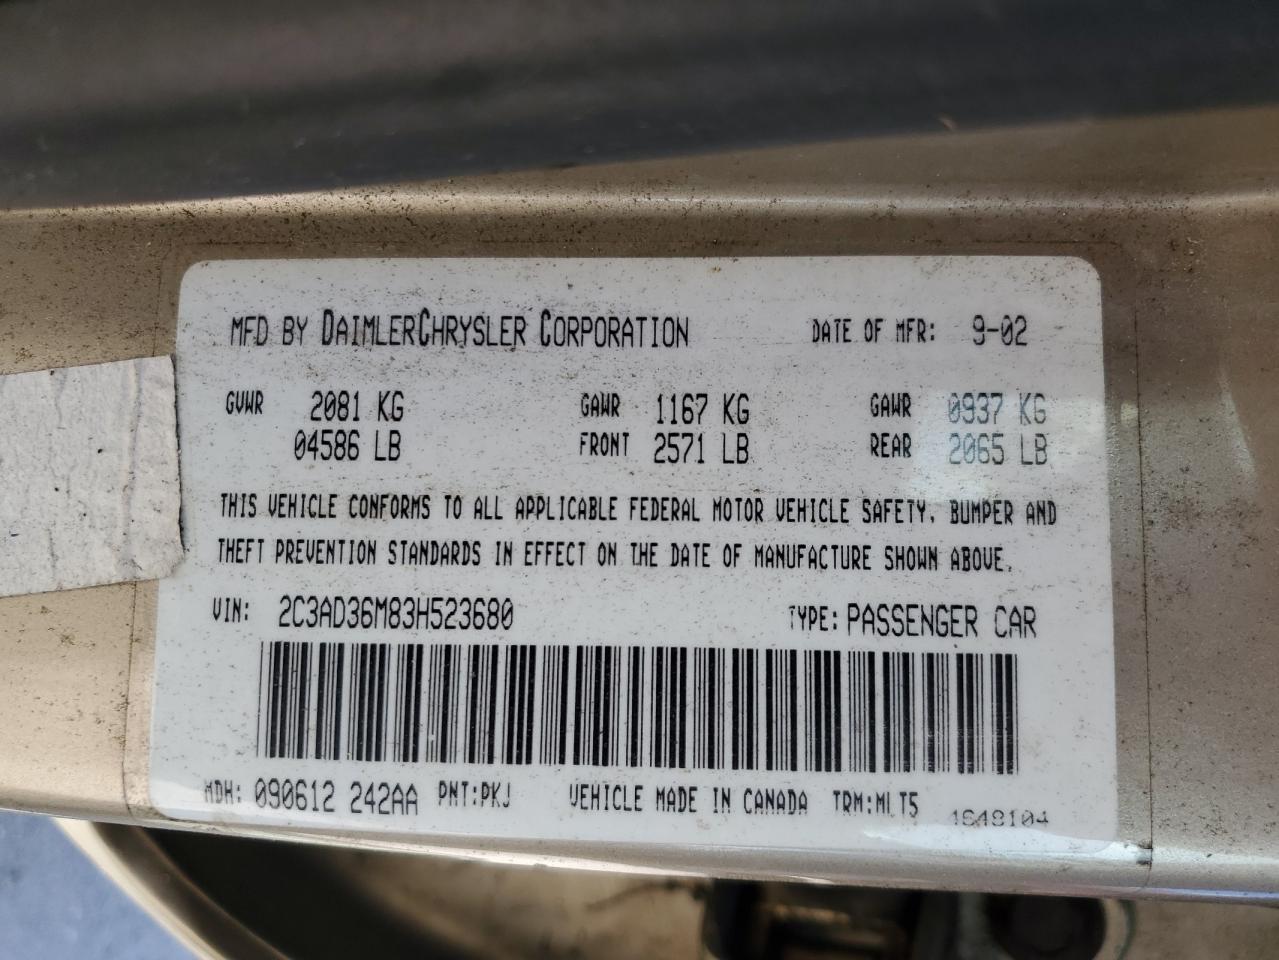 MFD BY DAIMLERCHRYSLER CORPORATION DATE OF MFR: 9-02
GVWR 2081 KG GAWR 1167 KG GAWR 0937 KG
04586 LB FRONT 2571 LB REAR 2065 LB
THIS VEHICLE CONFORMS TO ALL APPLICABLE FEDERAL MOTOR VEHICLE SAFETY, BUMPER AND
THEFT PREVENTION STANDARDS IN EFFECT ON THE DATE OF MANUFACTURE SHOWN ABOVE.
VIN: 2C3AD36M83H523680 TYPE: PASSENGER CAR
MDH: 090612 242AA PNT:PKJ VEHICLE MADE IN CANADA TRM:MLT5